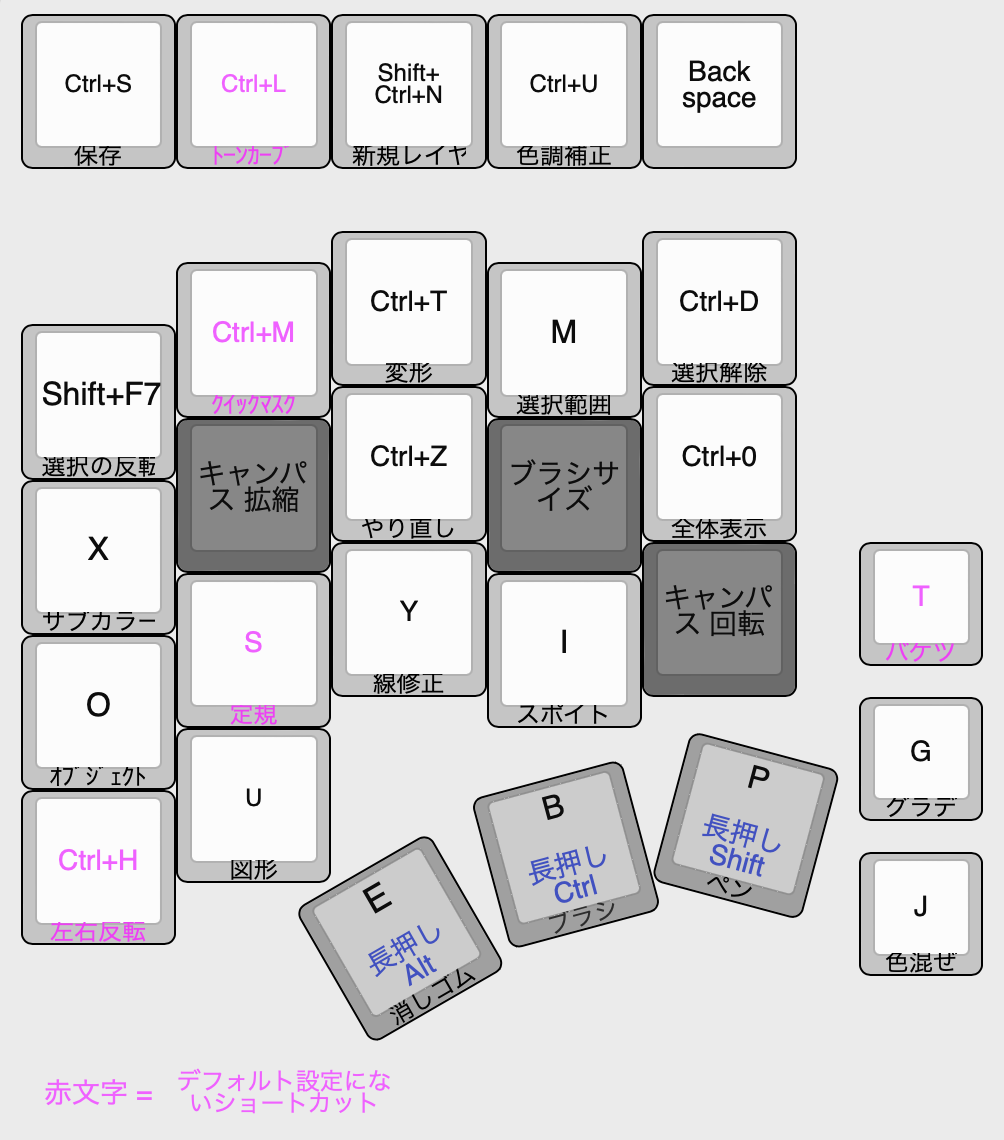 Ctrl+S
保存
Ctrl+L
トーンカーブ
Shift+
Ctrl+N
新規レイヤ
Ctrl+U
色調補正
Back
space
Shift+F7
選択の反転
Ctrl+M
クイックマスク
Ctrl+T
変形
M
選択範囲
Ctrl+D
選択解除
X
サブカラー
キャンパ
ス 拡縮
Ctrl+Z
やり直し
ブラシサ
イズ
Ctrl+0
全体表示
O
オブジェクト
S
定規
Y
線修正
I
スポイト
キャンパ
ス 回転
T
バケツ
Ctrl+H
左右反転
U
図形
E
長押し
Alt
消しゴム
B
長押し
Ctrl
ブラシ
P
長押し
Shift
ペン
G
グラデ
J
色混ぜ
赤文字 =
デフォルト設定にな
いショートカット